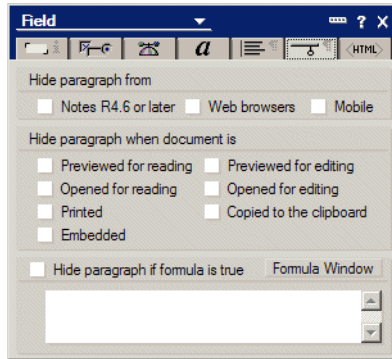 Field ? X
i a ¶ ¶ <HTML>
Hide paragraph from
Notes R4.6 or later Web browsers Mobile
Hide paragraph when document is
Previewed for reading Previewed for editing
Opened for reading Opened for editing
Printed Copied to the clipboard
Embedded
Hide paragraph if formula is true Formula Window